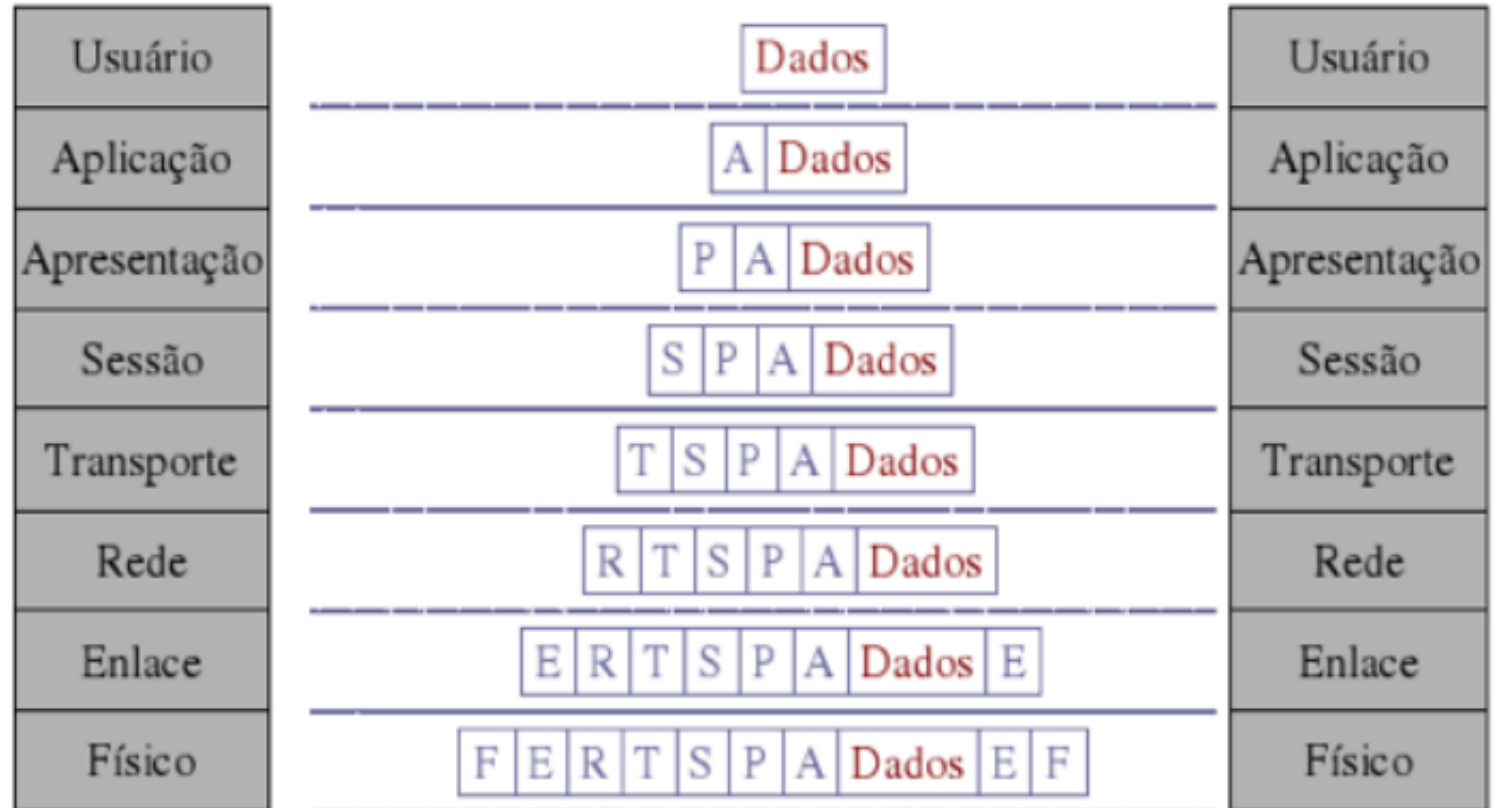 Usuário Dados Usuário
Aplicação A Dados Aplicação
Apresentação P A Dados Apresentação
Sessão S P A Dados Sessão
Transporte T S P A Dados Transporte
Rede R T S P A Dados Rede
Enlace E R T S P A Dados E Enlace
Físico F E R T S P A Dados E F Físico